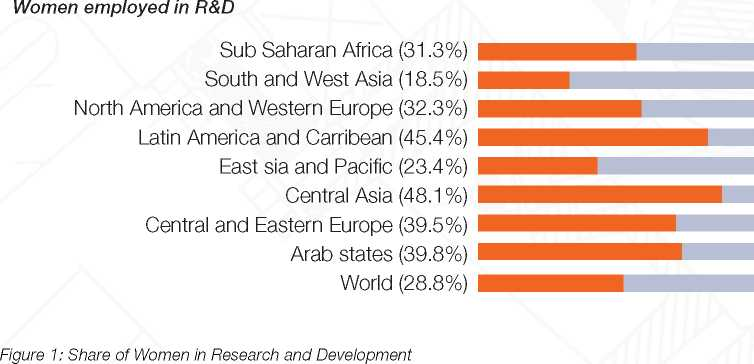 Women employed in R&D
Sub Saharan Africa (31.3%)
South and West Asia (18.5%)
North America and Western Europe (32.3%)
Latin America and Carribean (45.4%)
East sia and Pacific (23.4%)
Central Asia (48.1%)
Central and Eastern Europe (39.5%)
Arab states (39.8%)
World (28.8%)
Figure 1: Share of Women in Research and Development